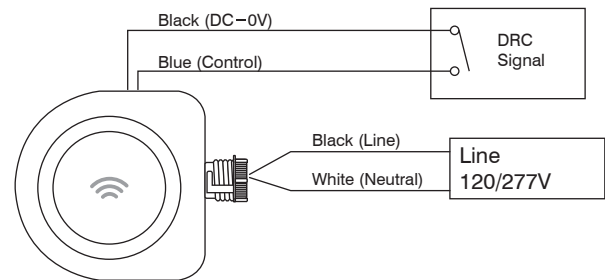 Black (DC–0V)
Blue (Control)
DRC
Signal
Black (Line)
White (Neutral)
Line
120/277V